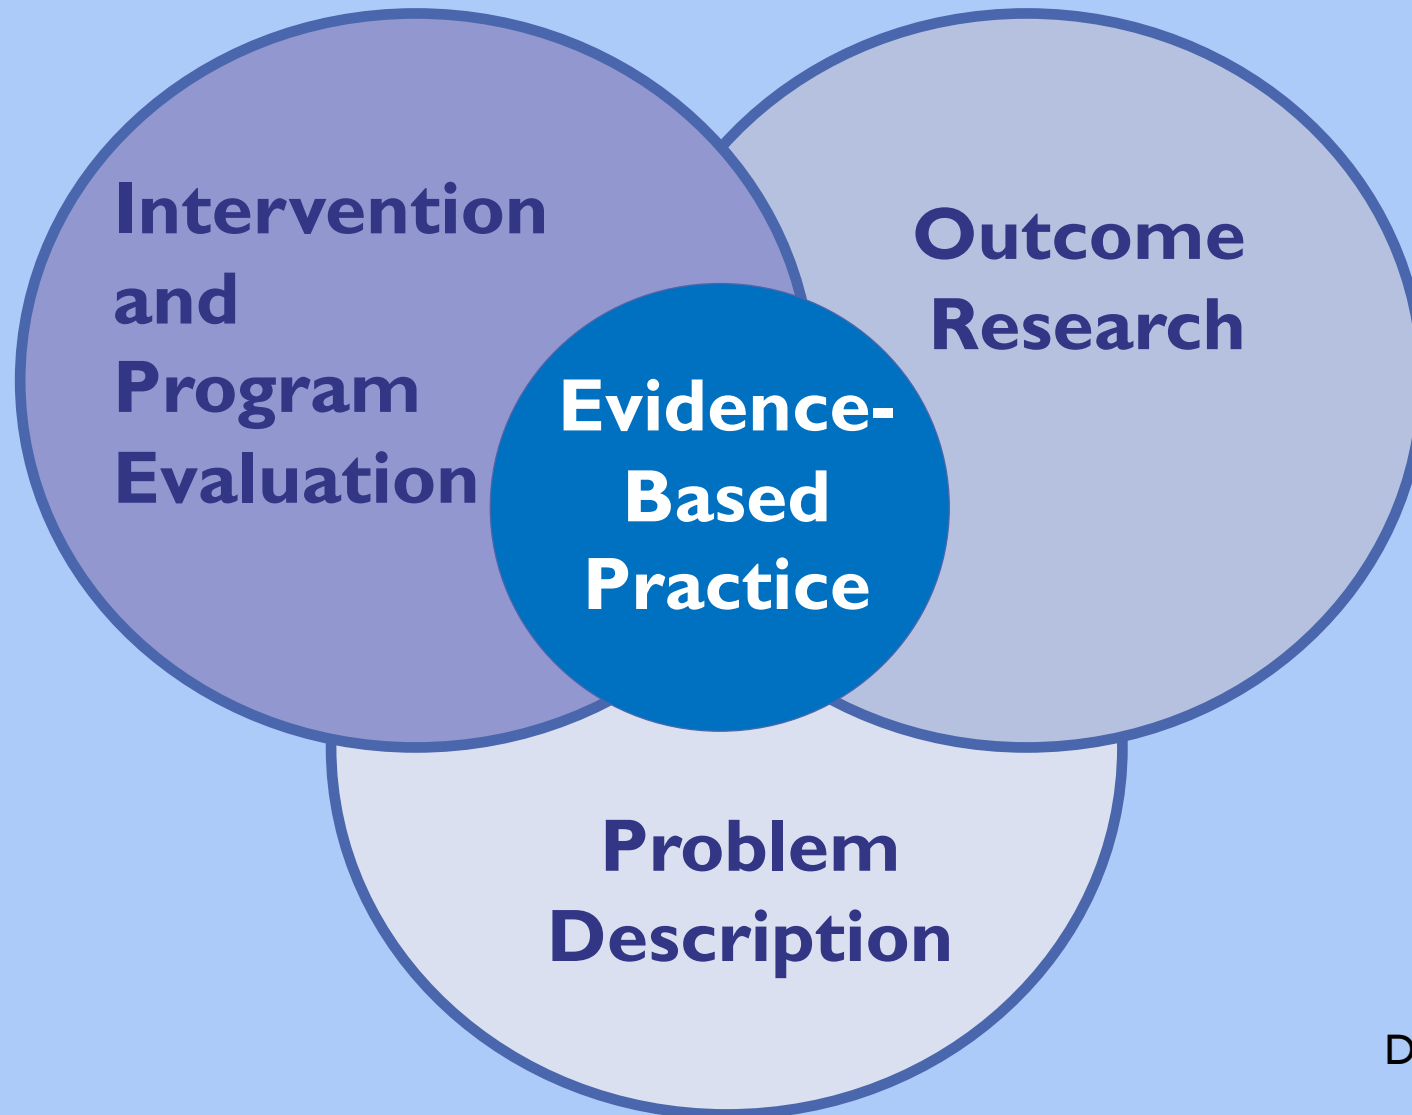 Intervention
and
Program
Evaluation
Outcome
Research
Evidence-
Based
Practice
Problem
Description
D